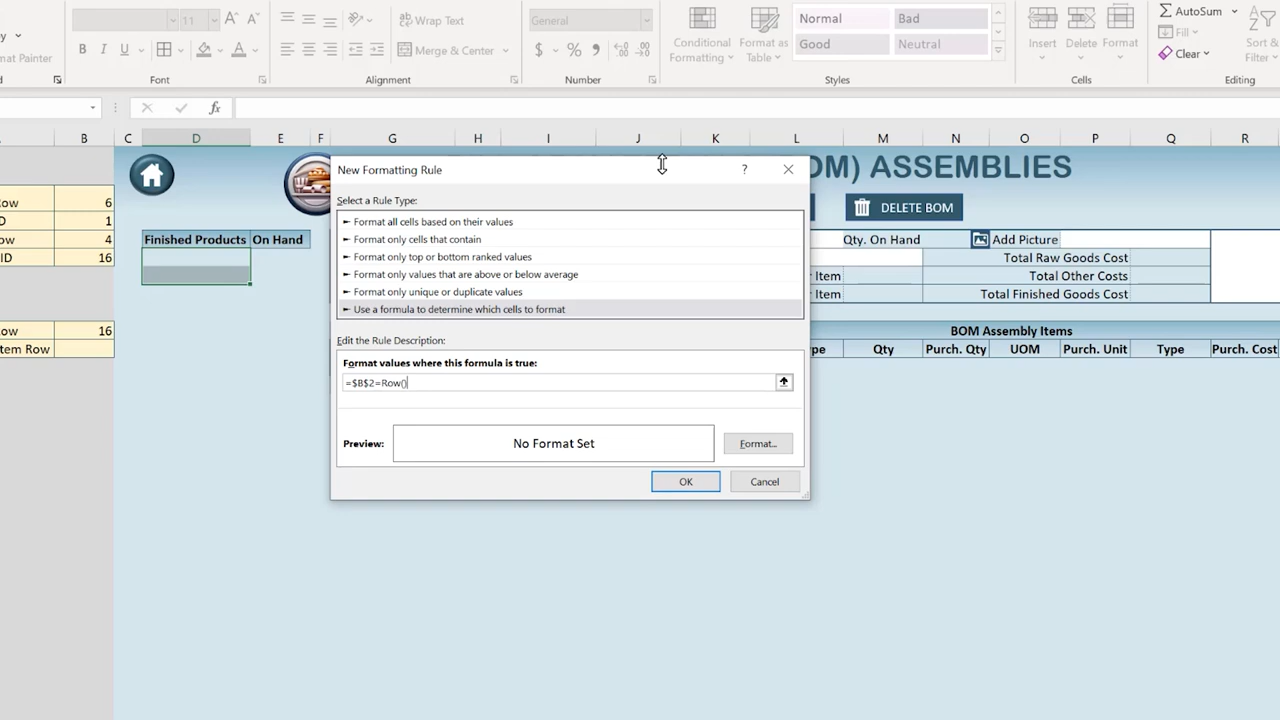 11
General
Wrap Text
B I U
Merge & Center
$ % ,
Conditional Formatting
Format as Table
Normal
Bad
Good
Neutral
Insert
Delete
Format
AutoSum
Fill
Clear
Sort & Filter
Format Painter
Font
Alignment
Number
Styles
Cells
Editing
fx
B C D E F G H I J K L M N O P Q R
(BOM) ASSEMBLIES
DELETE BOM
Row 6
D 1
ow 4
ID 16
Row 16
tem Row
Finished Products On Hand
Qty. On Hand
Add Picture
Total Raw Goods Cost
Item
Total Other Costs
Item
Total Finished Goods Cost
BOM Assembly Items
pe Qty Purch. Qty UOM Purch. Unit Type Purch. Cost
New Formatting Rule
?
Select a Rule Type:
► Format all cells based on their values
► Format only cells that contain
► Format only top or bottom ranked values
► Format only values that are above or below average
► Format only unique or duplicate values
► Use a formula to determine which cells to format
Edit the Rule Description:
Format values where this formula is true:
=$B$2=Row()
Preview:
No Format Set
Format...
OK
Cancel